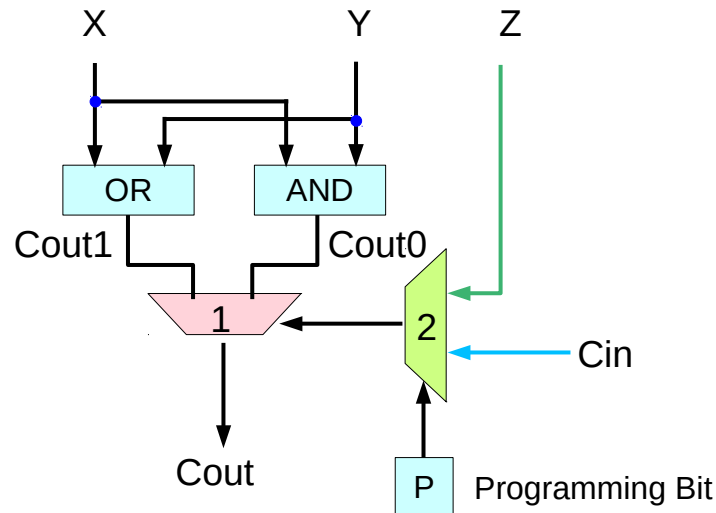 X
Y
Z
OR
AND
Cout1
Cout0
1
2
Cin
Cout
P
Programming Bit